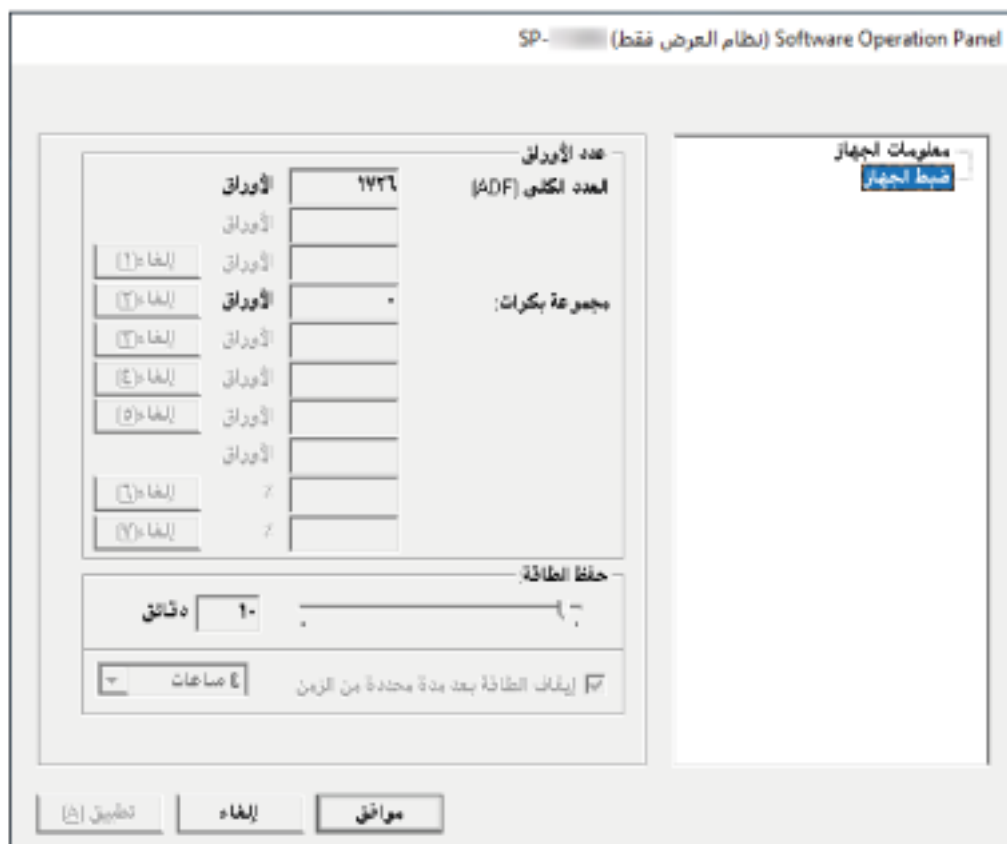 Software Operation Panel (نظام العرض فقط) SP-
معلومات الجهاز
ضبط الجهاز
عدد الأوراق
العدد الكلى (ADF) ١٧٢٦ الأوراق
الأوراق
الأوراق إلغاء(١)
مجموعة بكرات: ٠ الأوراق إلغاء(٢)
الأوراق إلغاء(٣)
الأوراق إلغاء(٤)
الأوراق إلغاء(٥)
الأوراق
٪ إلغاء(٦)
٪ إلغاء(٧)
حفظ الطاقة:
١٠ دقائق
إيقاف الطاقة بعد مدة محددة من الزمن ٤ ساعات
موافق إلغاء تطبيق (A)